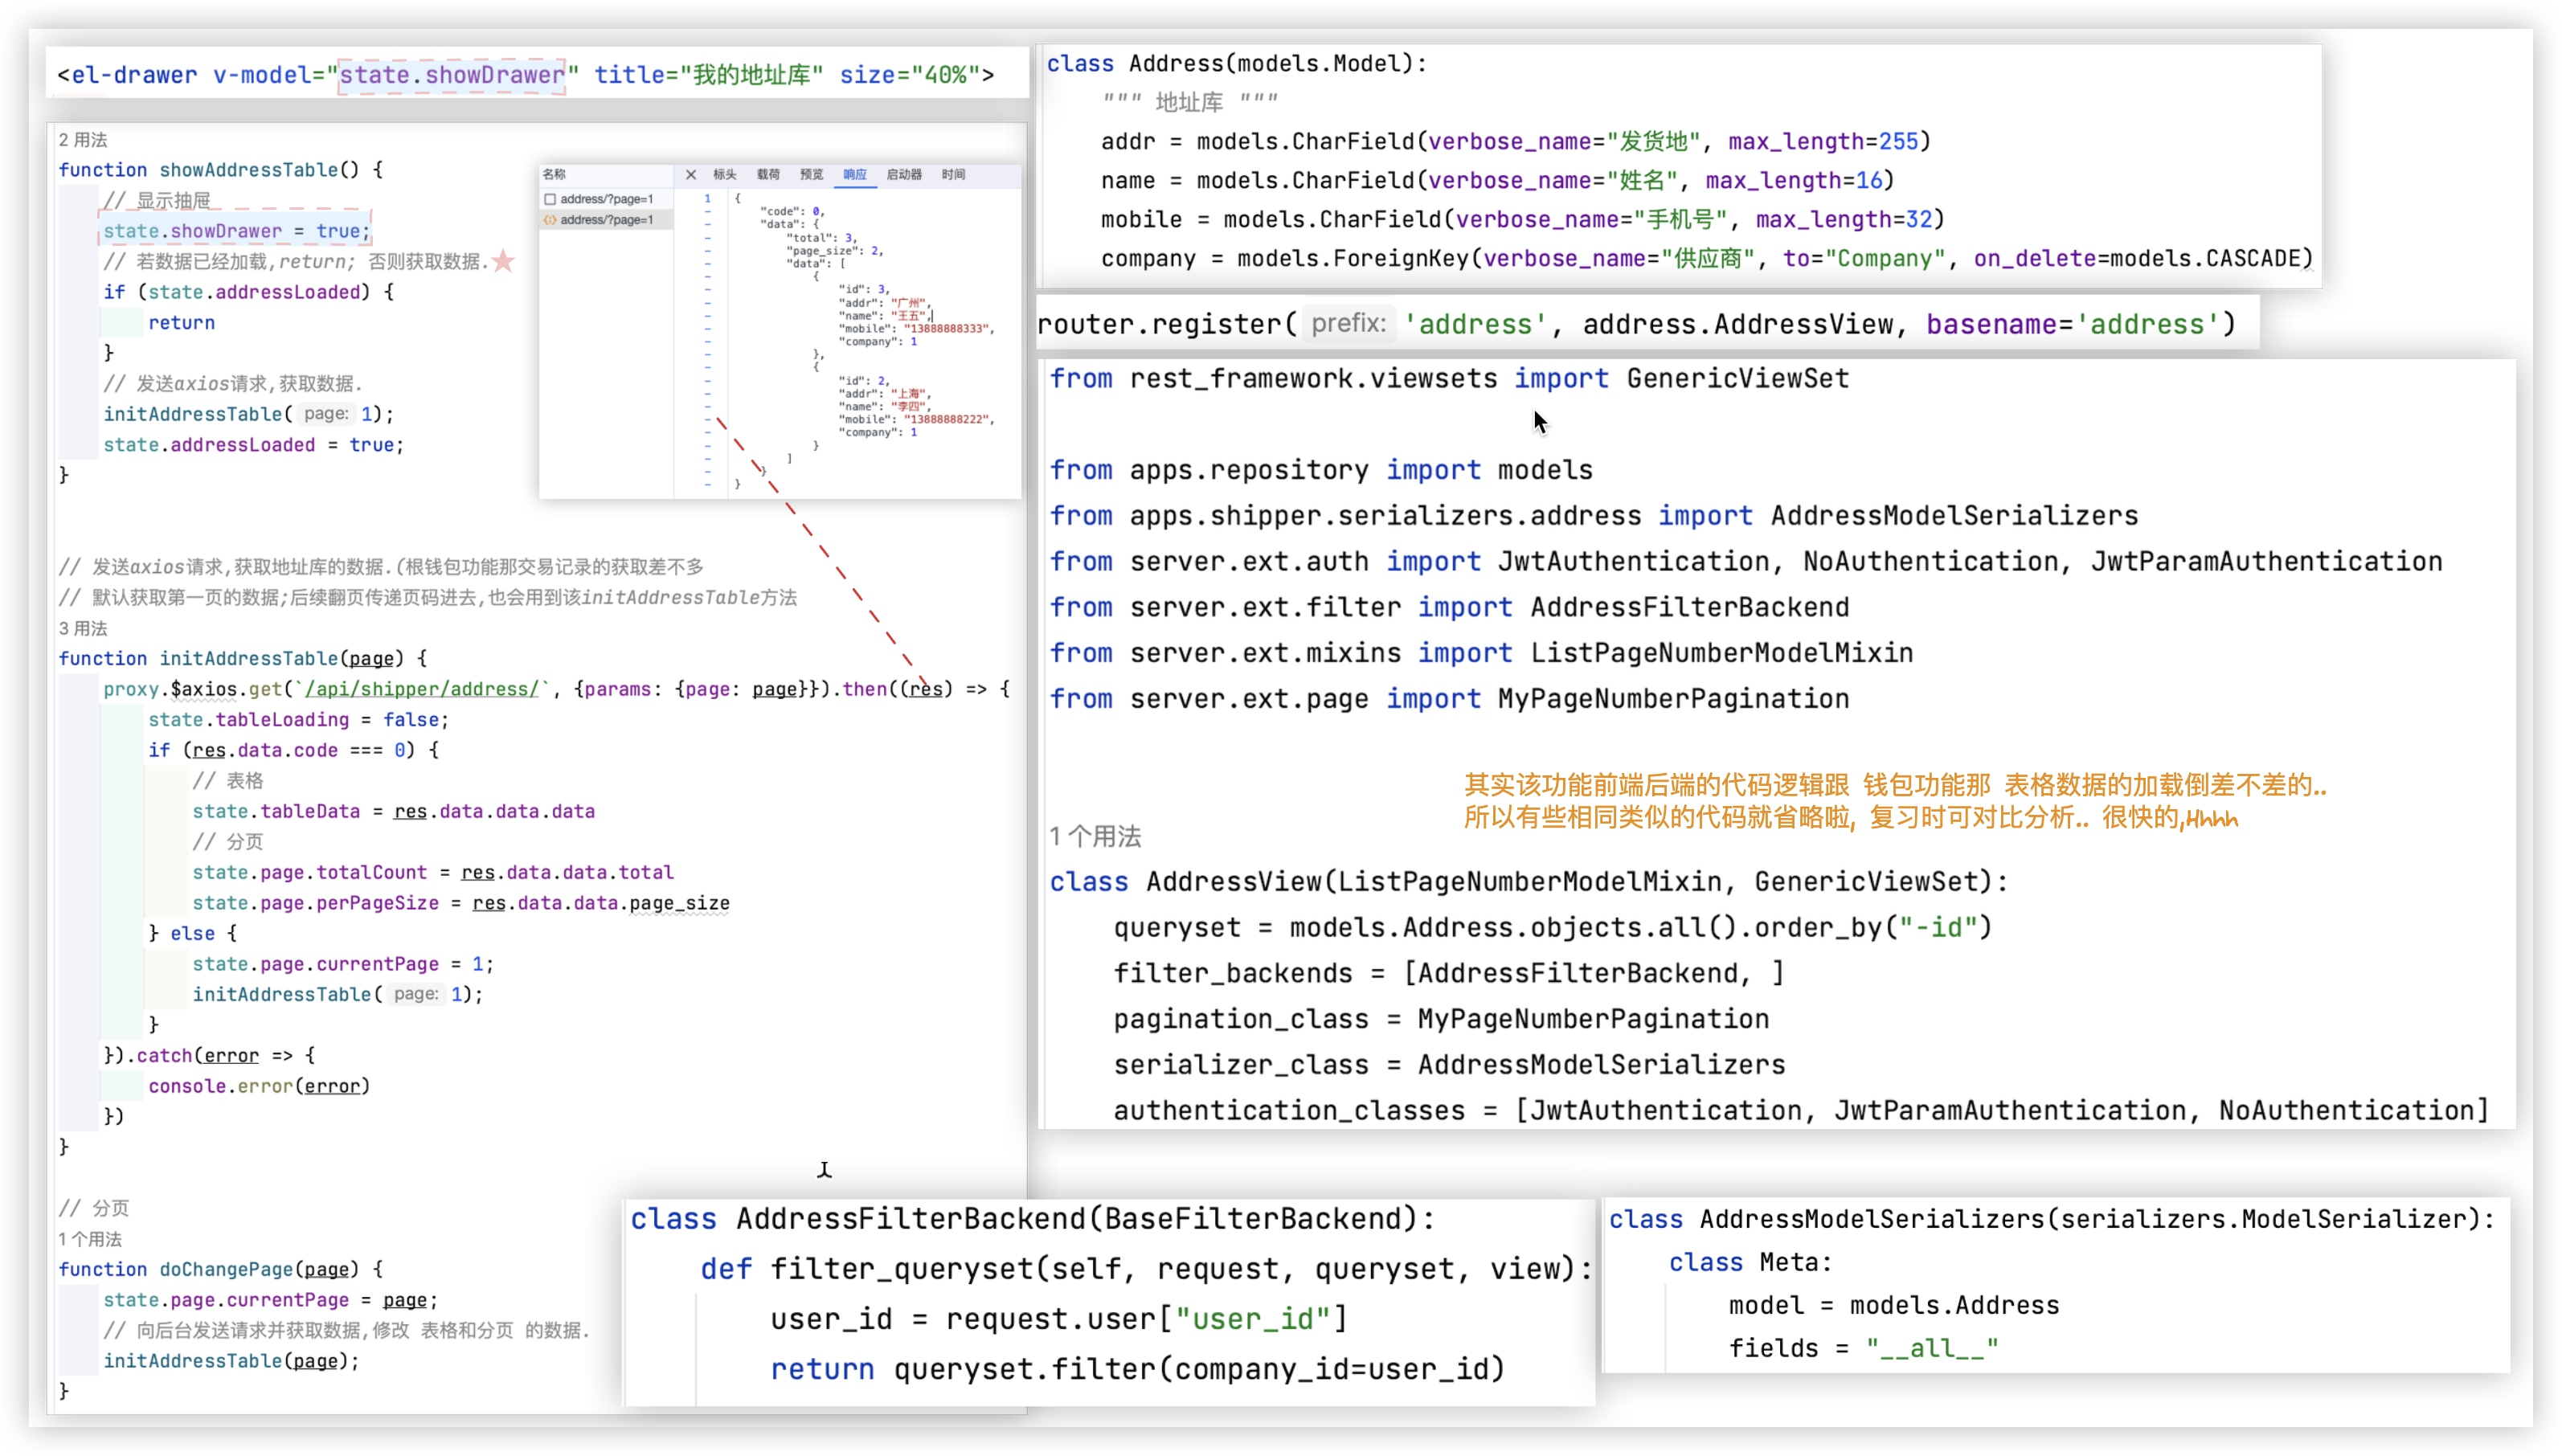 <el-drawer v-model="state.showDrawer" title="我的地址库" size="40%">
2 用法
function showAddressTable() {
// 显示抽屉
state.showDrawer = true;
// 若数据已经加载,return; 否则获取数据.
if (state.addressLoaded) {
return
}
// 发送axios请求,获取数据.
initAddressTable( page: 1);
state.addressLoaded = true;
}
名称
× 标头 载荷 预览 响应 启动器 时间
address/?page=1
address/?page=1
1 {
- "code": 0,
- "data": {
- "total": 3,
- "page_size": 2,
- "data": [
- {
- "id": 3,
- "addr": "广州",
- "name": "王五",
- "mobile": "13888888333",
- "company": 1
- },
- {
- "id": 2,
- "addr": "上海",
- "name": "李四",
- "mobile": "13888888222",
- "company": 1
- }
- ]
- }
- }
// 发送axios请求,获取地址库的数据.(根钱包功能那交易记录的获取差不多
// 默认获取第一页的数据;后续翻页传递页码进去,也会用到该initAddressTable方法
3 用法
function initAddressTable(page) {
proxy.$axios.get(`/api/shipper/address/`, {params: {page: page}}).then((res) => {
state.tableLoading = false;
if (res.data.code === 0) {
// 表格
state.tableData = res.data.data.data
// 分页
state.page.totalCount = res.data.data.total
state.page.perPageSize = res.data.data.page_size
} else {
state.page.currentPage = 1;
initAddressTable( page: 1);
}
}).catch(error => {
console.error(error)
})
}
// 分页
1 个用法
function doChangePage(page) {
state.page.currentPage = page;
// 向后台发送请求并获取数据,修改 表格和分页 的数据.
initAddressTable(page);
}
class Address(models.Model):
""" 地址库 """
addr = models.CharField(verbose_name="发货地", max_length=255)
name = models.CharField(verbose_name="姓名", max_length=16)
mobile = models.CharField(verbose_name="手机号", max_length=32)
company = models.ForeignKey(verbose_name="供应商", to="Company", on_delete=models.CASCADE)
router.register( prefix: 'address', address.AddressView, basename='address')
from rest_framework.viewsets import GenericViewSet
from apps.repository import models
from apps.shipper.serializers.address import AddressModelSerializers
from server.ext.auth import JwtAuthentication, NoAuthentication, JwtParamAuthentication
from server.ext.filter import AddressFilterBackend
from server.ext.mixins import ListPageNumberModelMixin
from server.ext.page import MyPageNumberPagination
其实该功能前端后端的代码逻辑跟 钱包功能那 表格数据的加载倒差不差的..
所以有些相同类似的代码就省略啦, 复习时可对比分析.. 很快的,Hhhh
1 个用法
class AddressView(ListPageNumberModelMixin, GenericViewSet):
queryset = models.Address.objects.all().order_by("-id")
filter_backends = [AddressFilterBackend, ]
pagination_class = MyPageNumberPagination
serializer_class = AddressModelSerializers
authentication_classes = [JwtAuthentication, JwtParamAuthentication, NoAuthentication]
class AddressFilterBackend(BaseFilterBackend):
def filter_queryset(self, request, queryset, view):
user_id = request.user["user_id"]
return queryset.filter(company_id=user_id)
class AddressModelSerializers(serializers.ModelSerializer):
class Meta:
model = models.Address
fields = "__all__"